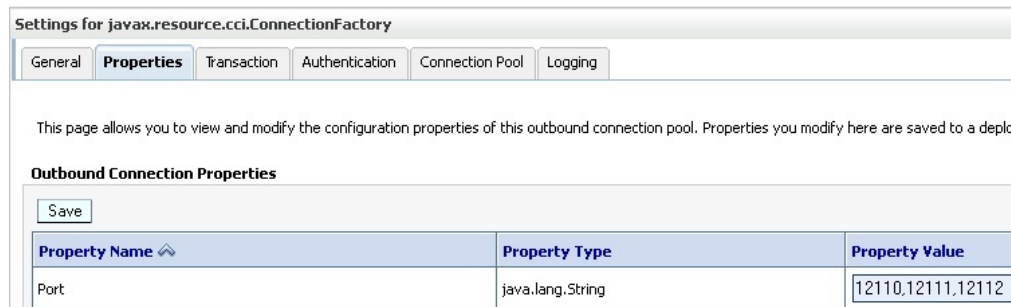 Settings for javax.resource.cci.ConnectionFactory
General Properties Transaction Authentication Connection Pool Logging
This page allows you to view and modify the configuration properties of this outbound connection pool. Properties you modify here are saved to a deplo
Outbound Connection Properties
Save
Property Name Property Type Property Value
Port java.lang.String 12110,12111,12112